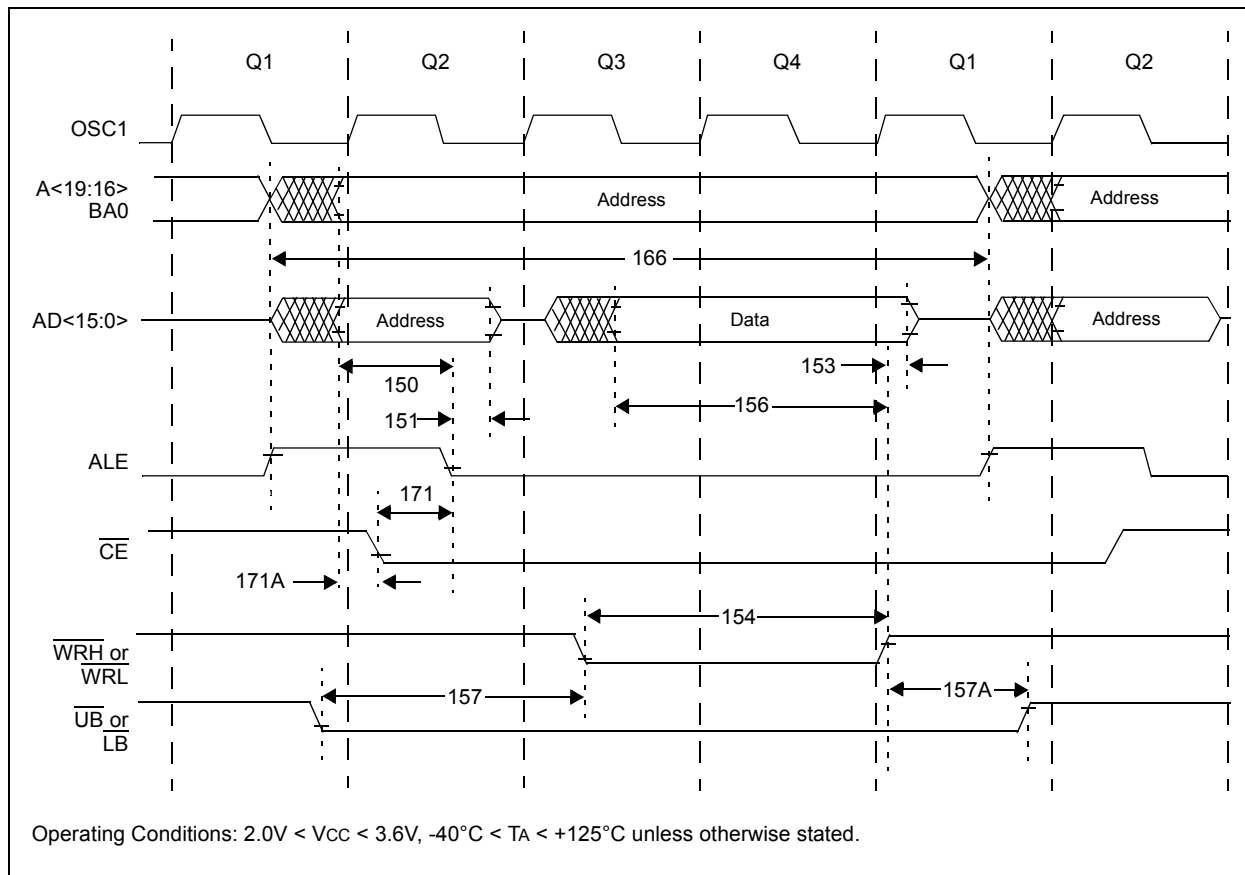 Q1 Q2 Q3 Q4 Q1 Q2
OSC1
A<19:16>
BA0
Address
Address
166
AD<15:0>
Address
Data
Address
150
153
151
156
ALE
171
CE
171A
154
WRH or
WRL
157
157A
UB or
LB
Operating Conditions: 2.0V < VCC < 3.6V, -40°C < TA < +125°C unless otherwise stated.